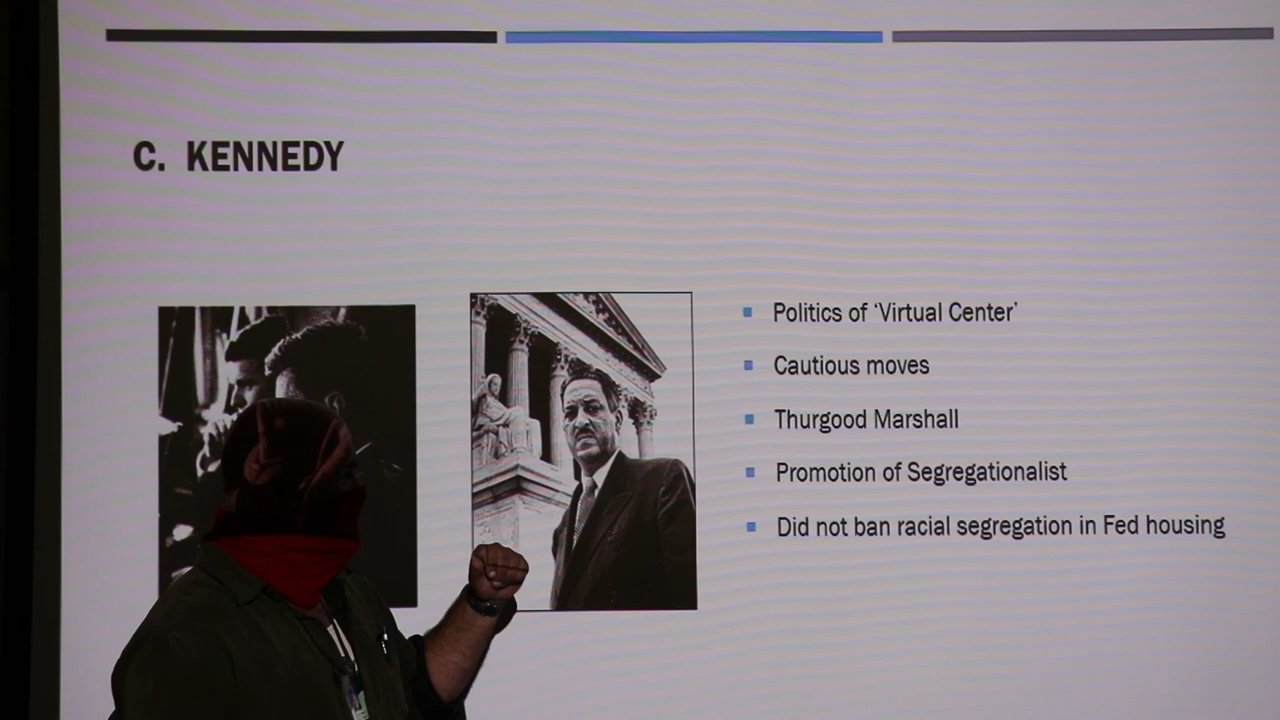 C. KENNEDY
Politics of ‘Virtual Center’
Cautious moves
Thurgood Marshall
Promotion of Segregationalist
Did not ban racial segregation in Fed housing